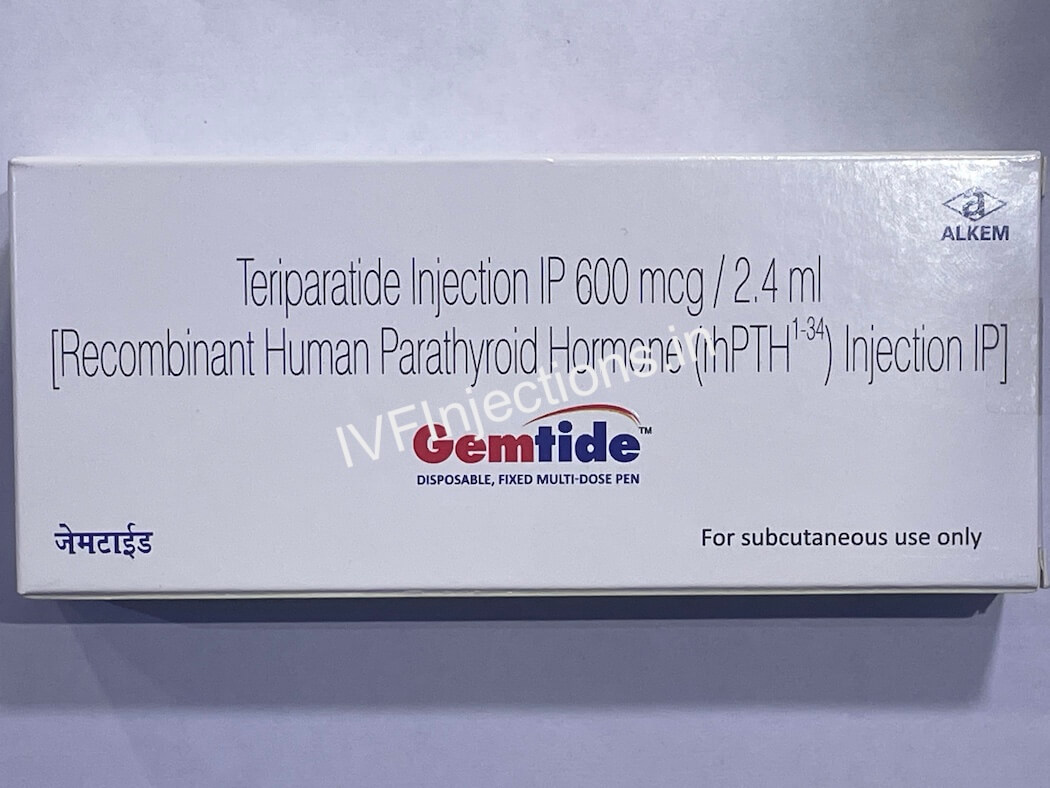 a
ALKEM
Teriparatide Injection IP 600 mcg / 2.4 ml
[Recombinant Human Parathyroid Hormone (rhPTH1-34) Injection IP]
IVFInjections.in
Gemtide™
DISPOSABLE, FIXED MULTI-DOSE PEN
जेमटाईड
For subcutaneous use only